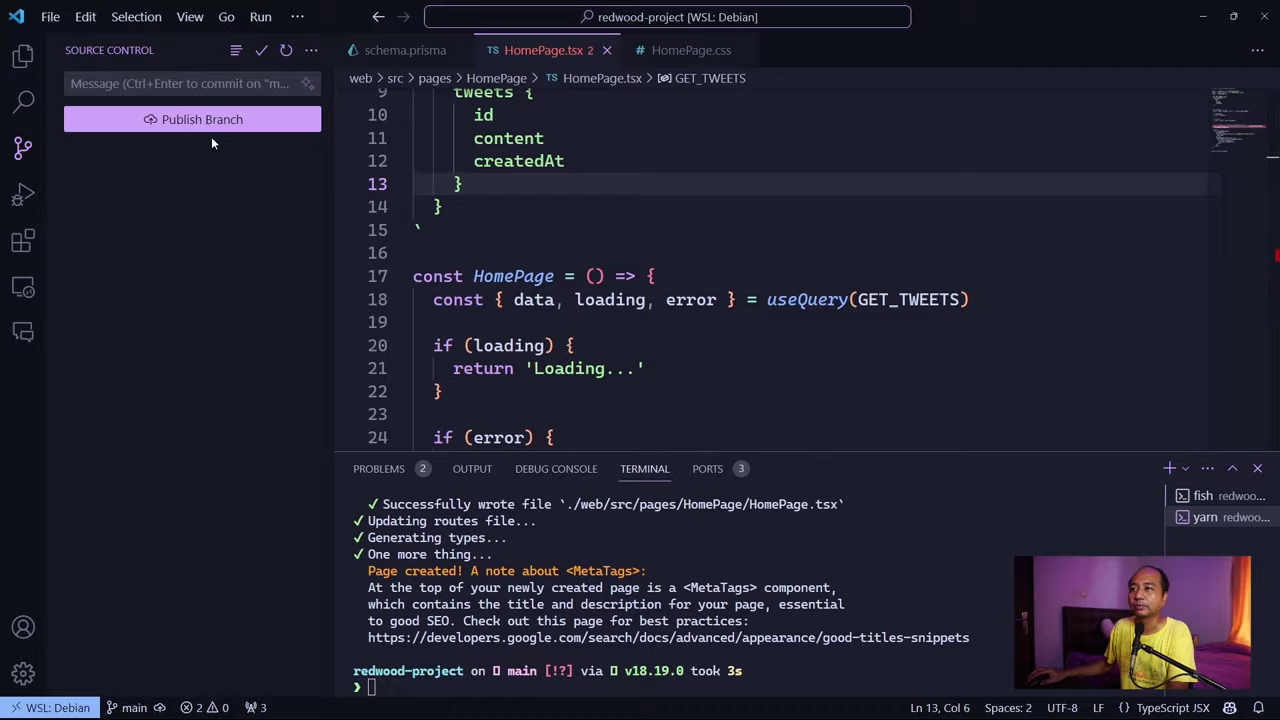 File Edit Selection View Go Run ···
redwood-project [WSL: Debian]
SOURCE CONTROL
schema.prisma
TS HomePage.tsx 2
# HomePage.css
Message (Ctrl+Enter to commit on "m...
Publish Branch
web > src > pages > HomePage > TS HomePage.tsx > GET_TWEETS
9 tweets {
10 id
11 content
12 createdAt
13 }
14 }
15 `
16
17 const HomePage = () => {
18 const { data, loading, error } = useQuery(GET_TWEETS)
19
20 if (loading) {
21 return 'Loading...'
22 }
23
24 if (error) {
PROBLEMS 2 OUTPUT DEBUG CONSOLE TERMINAL PORTS 3
✓ Successfully wrote file `./web/src/pages/HomePage/HomePage.tsx`
✓ Updating routes file...
✓ Generating types...
✓ One more thing...
Page created! A note about <MetaTags>:
At the top of your newly created page is a <MetaTags> component,
which contains the title and description for your page, essential
to good SEO. Check out this page for best practices:
https://developers.google.com/search/docs/advanced/appearance/good-titles-snippets
redwood-project on main [!?] via v18.19.0 took 3s
❯
fish redwoo...
yarn redwoo...
WSL: Debian main 2 0 3 Ln 13, Col 6 Spaces: 2 UTF-8 LF {} TypeScript JSX